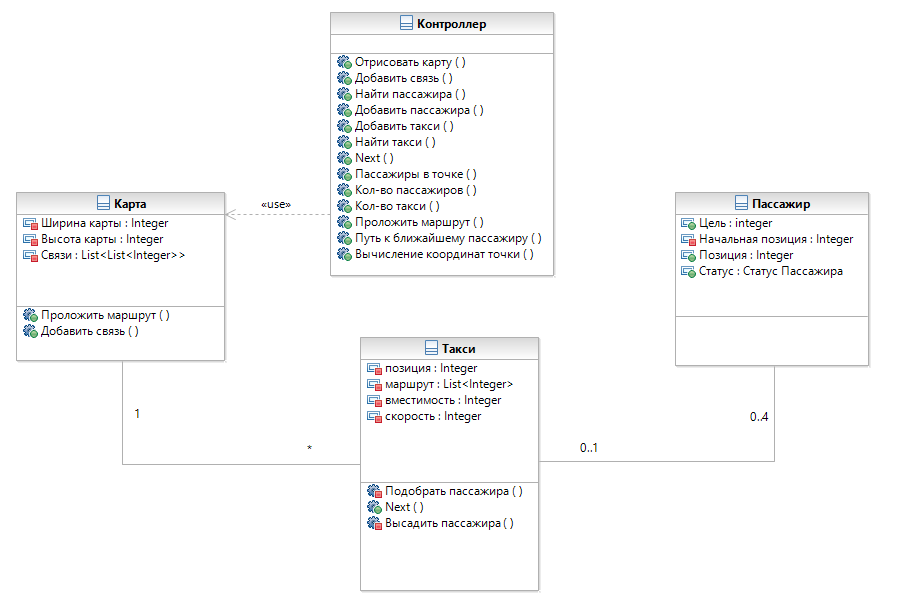 Контроллер
Отрисовать карту ( )
Добавить связь ( )
Найти пассажира ( )
Добавить пассажира ( )
Добавить такси ( )
Найти такси ( )
Next ( )
Пассажиры в точке ( )
Кол-во пассажиров ( )
Кол-во такси ( )
Проложить маршрут ( )
Путь к ближайшему пассажиру ( )
Вычисление координат точки ( )
«use»
Карта
Ширина карты : Integer
Высота карты : Integer
Связи : List<List<Integer>>
Проложить маршрут ( )
Добавить связь ( )
Пассажир
Цель : integer
Начальная позиция : Integer
Позиция : Integer
Статус : Статус Пассажира
Такси
позиция : Integer
маршрут : List<Integer>
вместимость : Integer
скорость : Integer
Подобрать пассажира ( )
Next ( )
Высадить пассажира ( )
1
*
0..1
0..4